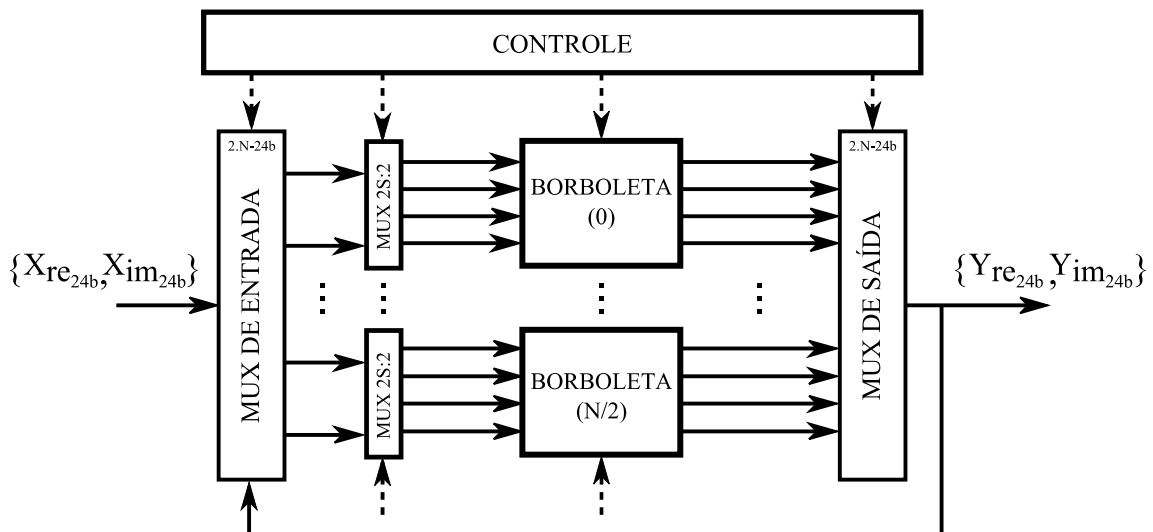 CONTROLE
2.N-24b
MUX DE ENTRADA
MUX 2S:2
BORBOLETA
(0)
2.N-24b
MUX DE SAÍDA
{Xre24b,Xim24b}
{Yre24b,Yim24b}
MUX 2S:2
BORBOLETA
(N/2)